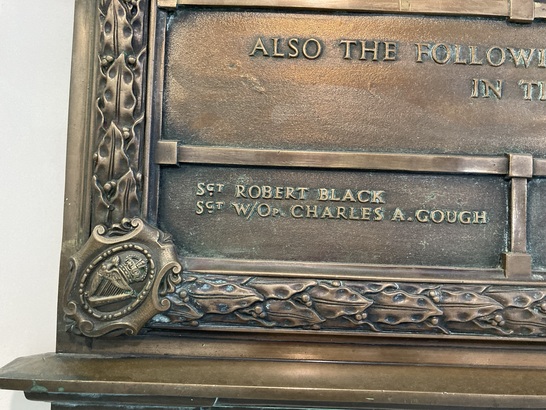 ALSO THE FOLLOWI
IN T
SGT ROBERT BLACK
SGT W/OP. CHARLES A. GOUGH